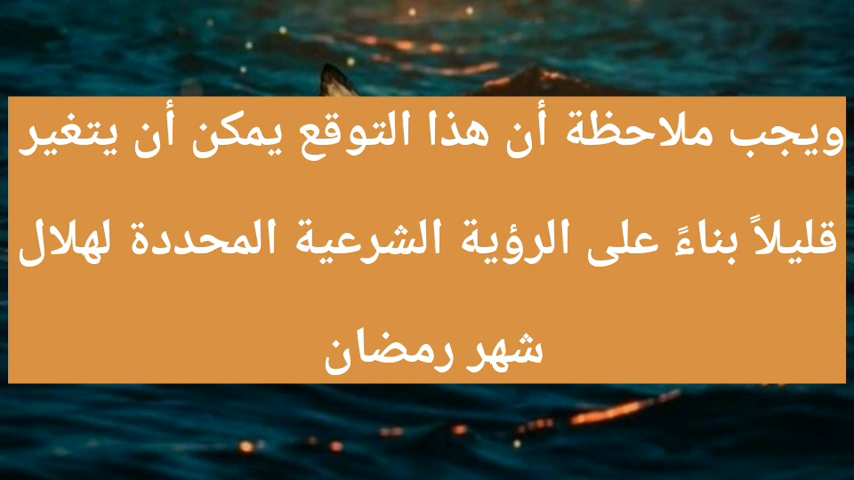 ويجب ملاحظة أن هذا التوقع يمكن أن يتغير
قليلاً بناءً على الرؤية الشرعية المحددة لهلال
شهر رمضان